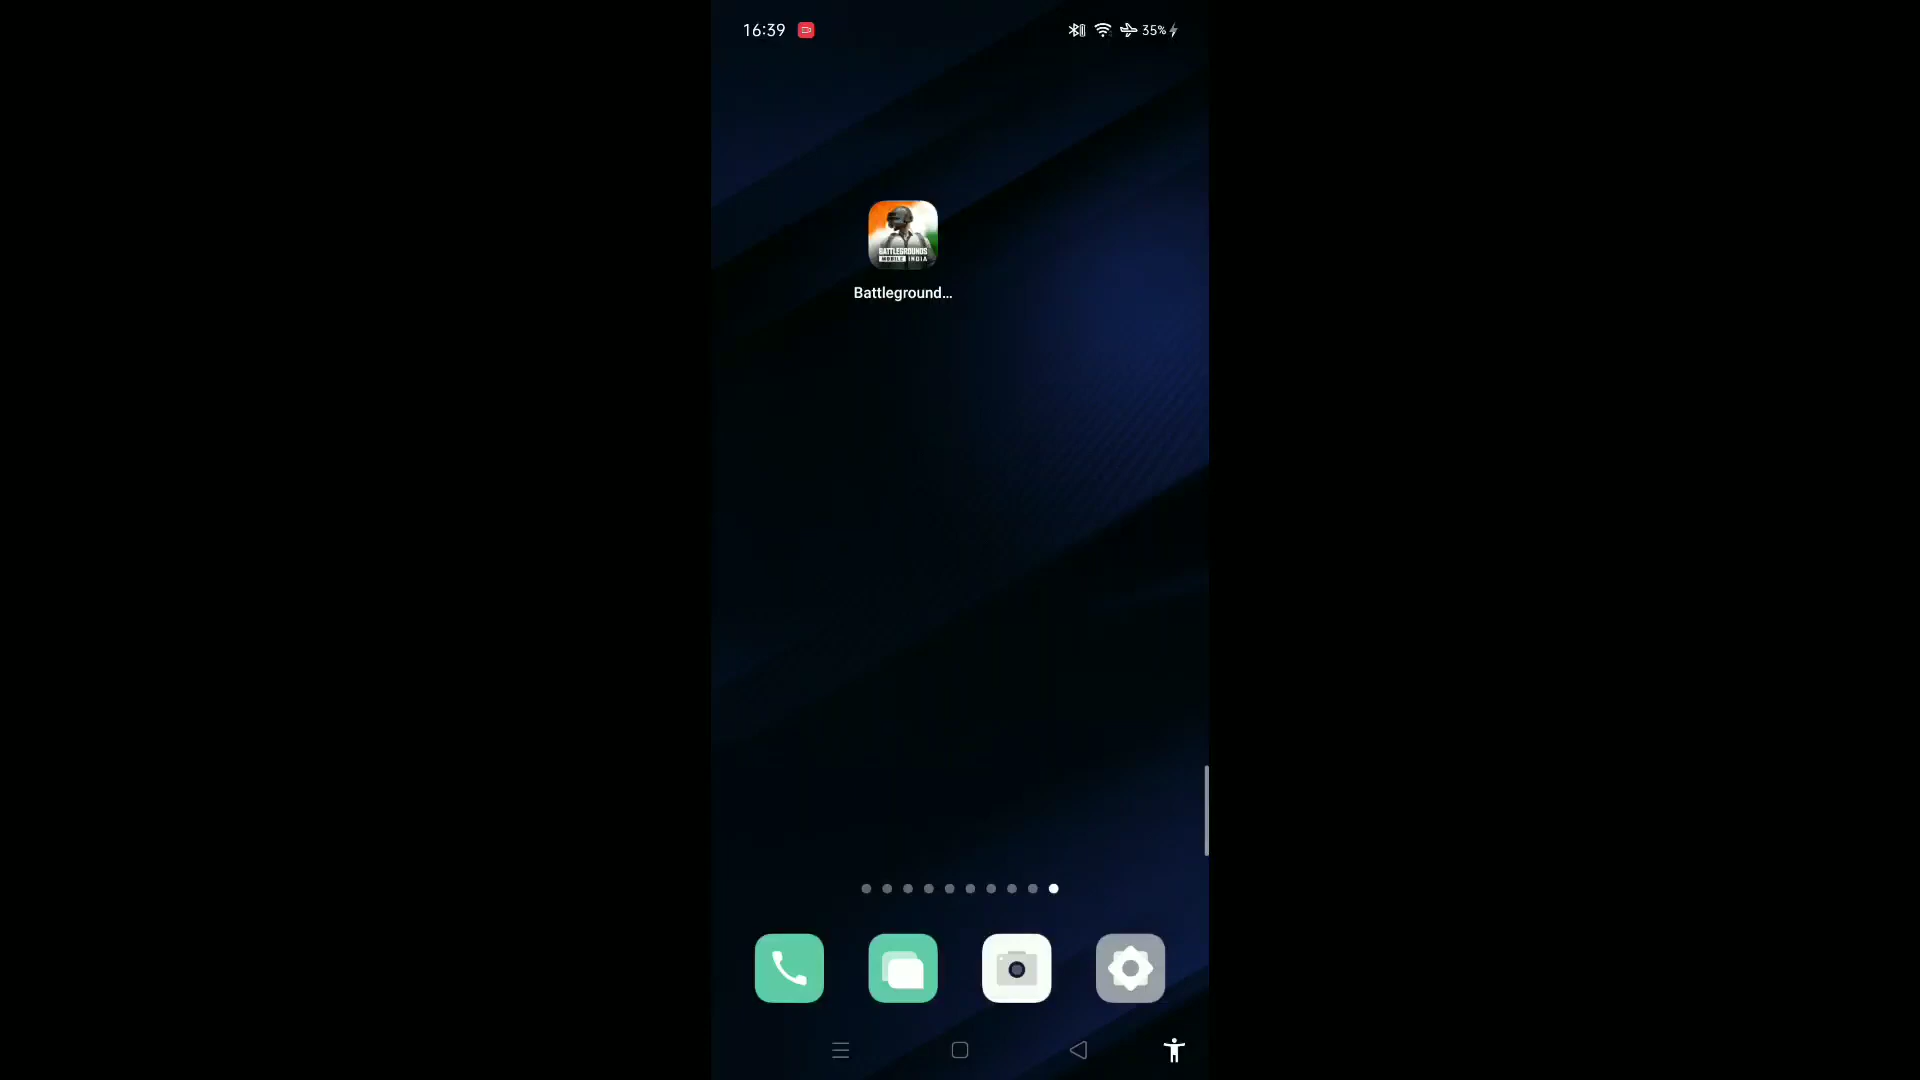 16:39
35%
BATTLEGROUNDS
MOBILE INDIA
Battleground...